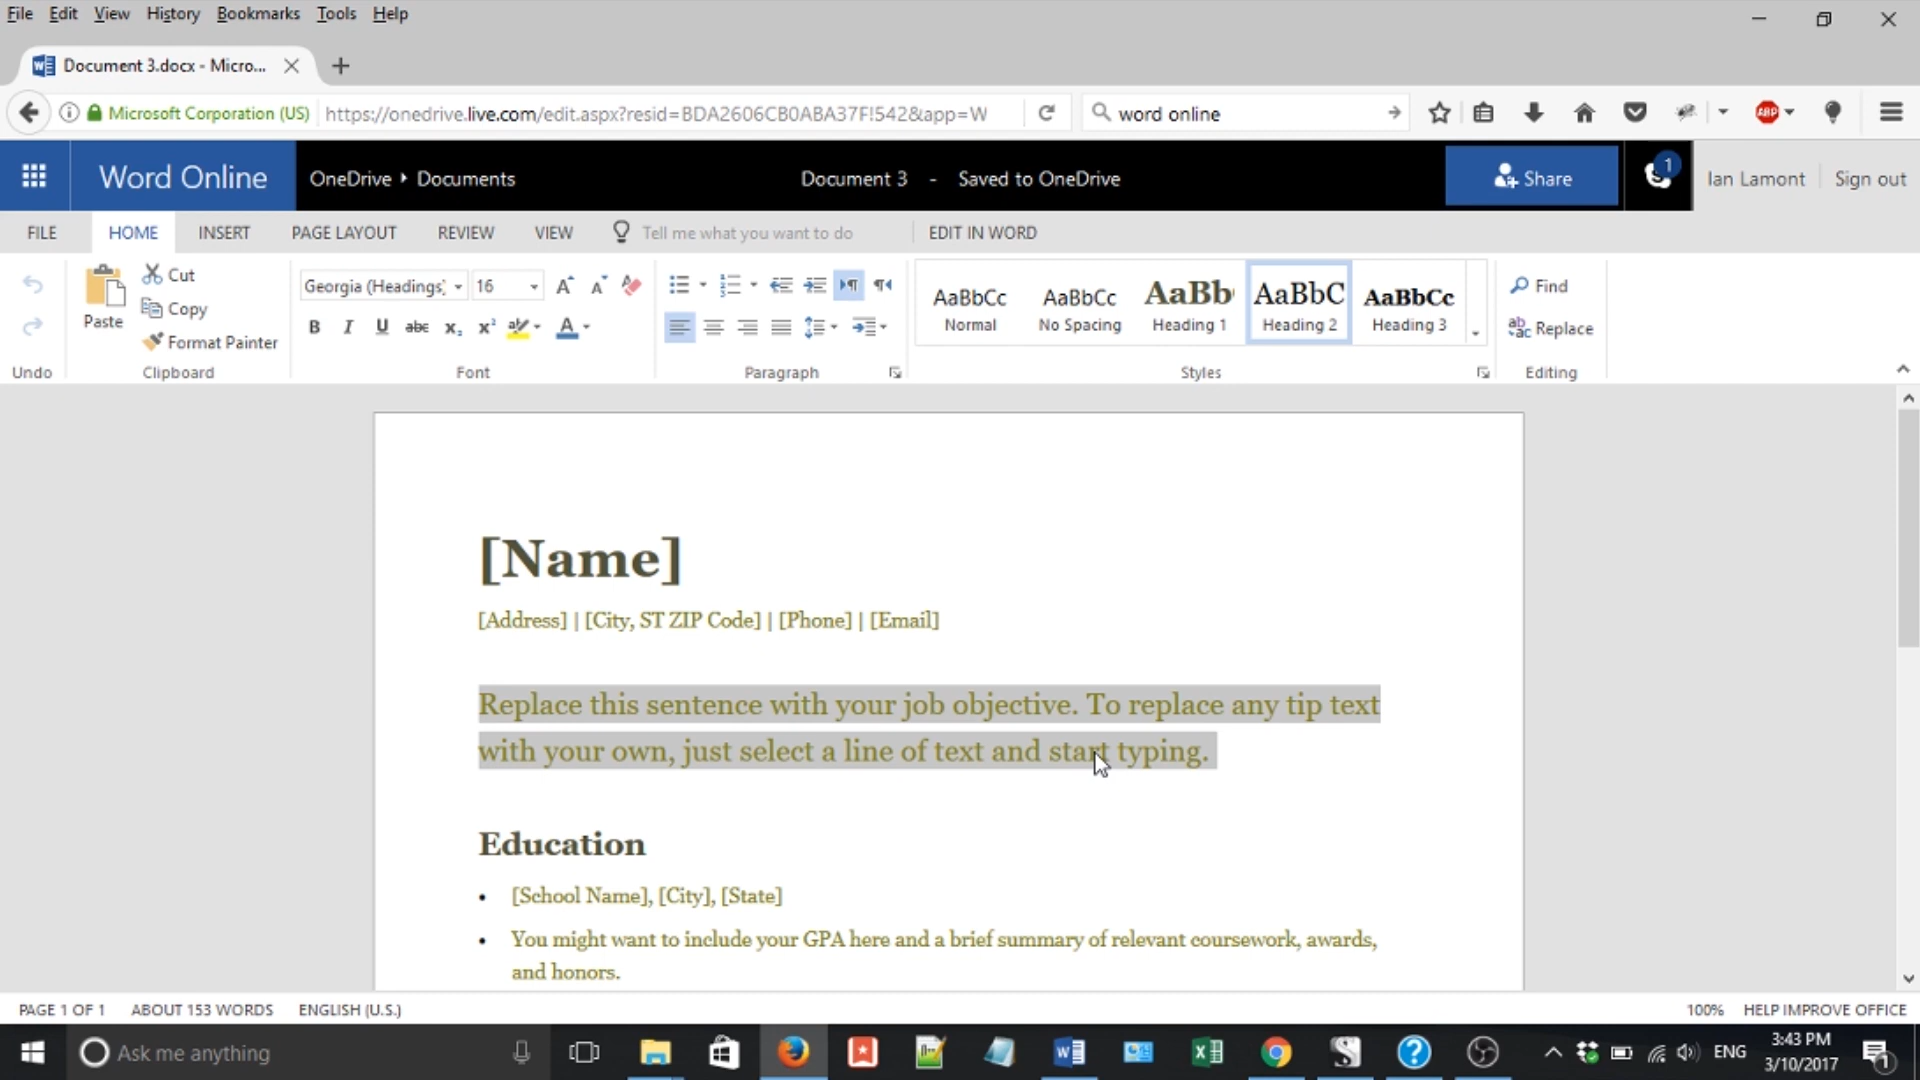 File Edit View History Bookmarks Tools Help
Document 3.docx - Micro...
Microsoft Corporation (US) https://onedrive.live.com/edit.aspx?resid=BDA2606CB0ABA37F!542&app=W word online ABP
Word Online OneDrive Documents Document 3 - Saved to OneDrive Share 1 Ian Lamont Sign out
FILE HOME INSERT PAGE LAYOUT REVIEW VIEW Tell me what you want to do EDIT IN WORD
Paste Cut Copy Format Painter
Georgia (Headings) 16
B I U abc x₂ x² A
AaBbCc AaBbCc AaBb AaBbC AaBbCc
Normal No Spacing Heading 1 Heading 2 Heading 3
Find
Replace
Undo Clipboard Font Paragraph Styles Editing
[Name]
[Address] | [City, ST ZIP Code] | [Phone] | [Email]
Replace this sentence with your job objective. To replace any tip text
with your own, just select a line of text and start typing.
Education
• [School Name], [City], [State]
• You might want to include your GPA here and a brief summary of relevant coursework, awards,
and honors.
PAGE 1 OF 1 ABOUT 153 WORDS ENGLISH (U.S.) 100% HELP IMPROVE OFFICE
Ask me anything ENG 3:43 PM
3/10/2017 1